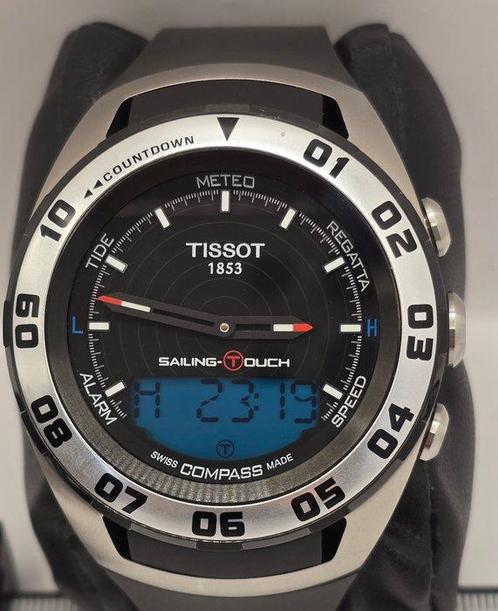 COUNTDOWN
01
02
03
04
05
06
07
08
09
10
METEO
REGATTA
SPEED
ALARM
TIDE
TISSOT
1853
L
H
SAILING-TOUCH
A 23:19
T
SWISS COMPASS MADE